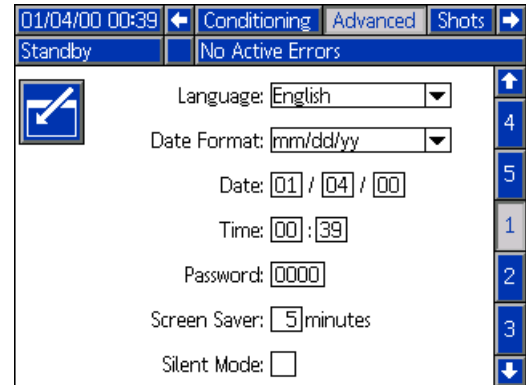 01/04/00 00:39 Conditioning Advanced Shots
Standby No Active Errors
Language: English
Date Format: mm/dd/yy
Date: 01 / 04 / 00
Time: 00 : 39
Password: 0000
Screen Saver: 5 minutes
Silent Mode:
4
5
1
2
3